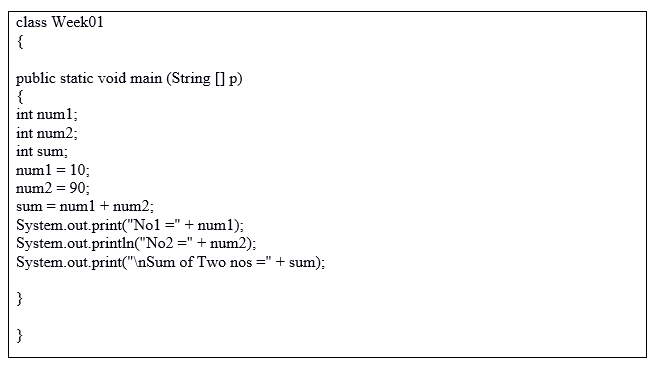 class Week01
{
public static void main (String [] p)
{
int num1;
int num2;
int sum;
num1 = 10;
num2 = 90;
sum = num1 + num2;
System.out.print("No1 =" + num1);
System.out.println("No2 =" + num2);
System.out.print("\nSum of Two nos =" + sum);
}
}